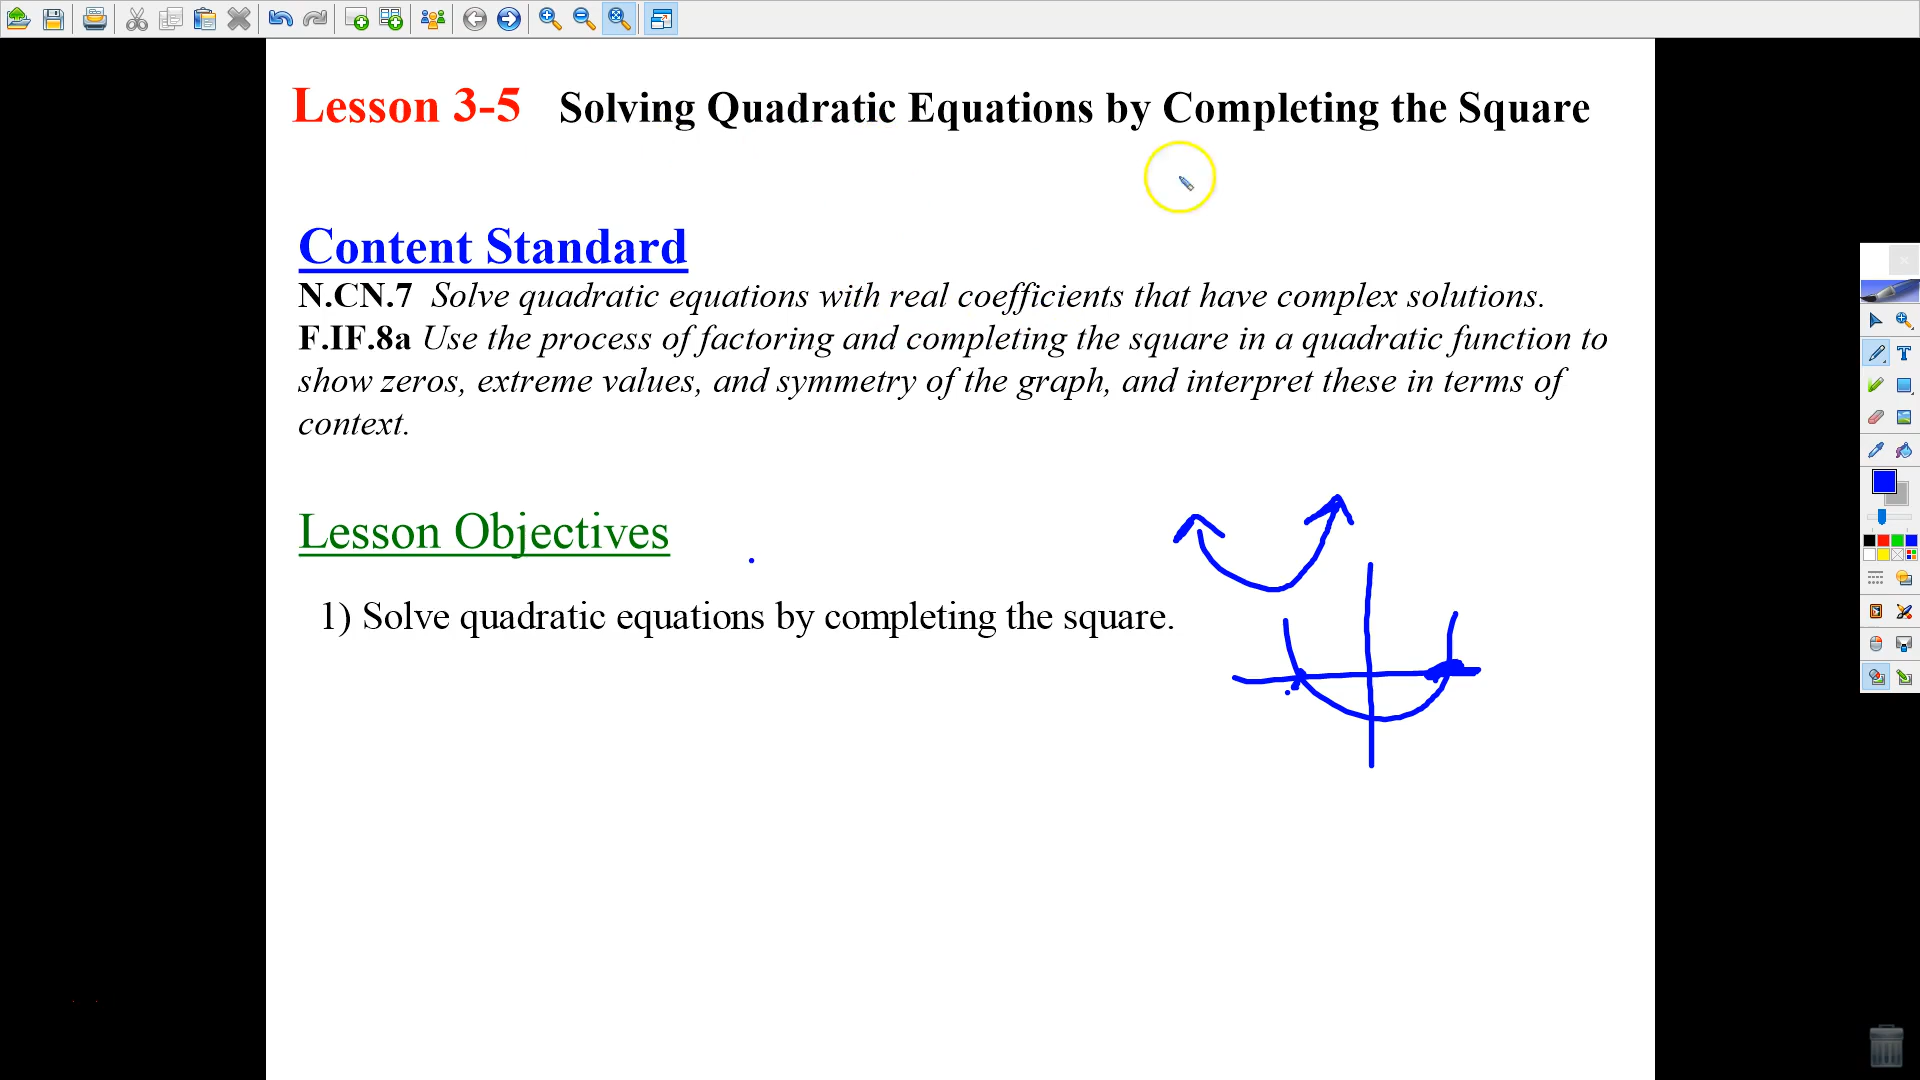 Lesson 3-5 Solving Quadratic Equations by Completing the Square
Content Standard
N.CN.7 Solve quadratic equations with real coefficients that have complex solutions.
F.IF.8a Use the process of factoring and completing the square in a quadratic function to
show zeros, extreme values, and symmetry of the graph, and interpret these in terms of
context.
Lesson Objectives
1) Solve quadratic equations by completing the square.